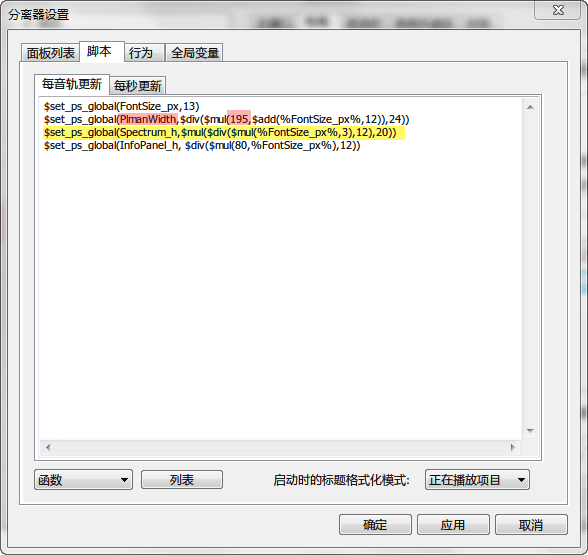 分离器设置
面板列表 脚本 行为 全局变量
每音轨更新 每秒更新
$set_ps_global(FontSize_px,13)
$set_ps_global(PlmanWidth,$div($mul(195,$add(%FontSize_px%,12)),24))
$set_ps_global(Spectrum_h,$mul($div($mul(%FontSize_px%,3),12),20))
$set_ps_global(InfoPanel_h, $div($mul(80,%FontSize_px%),12))
函数 列表 启动时的标题格式化模式: 正在播放项目
确定 应用 取消